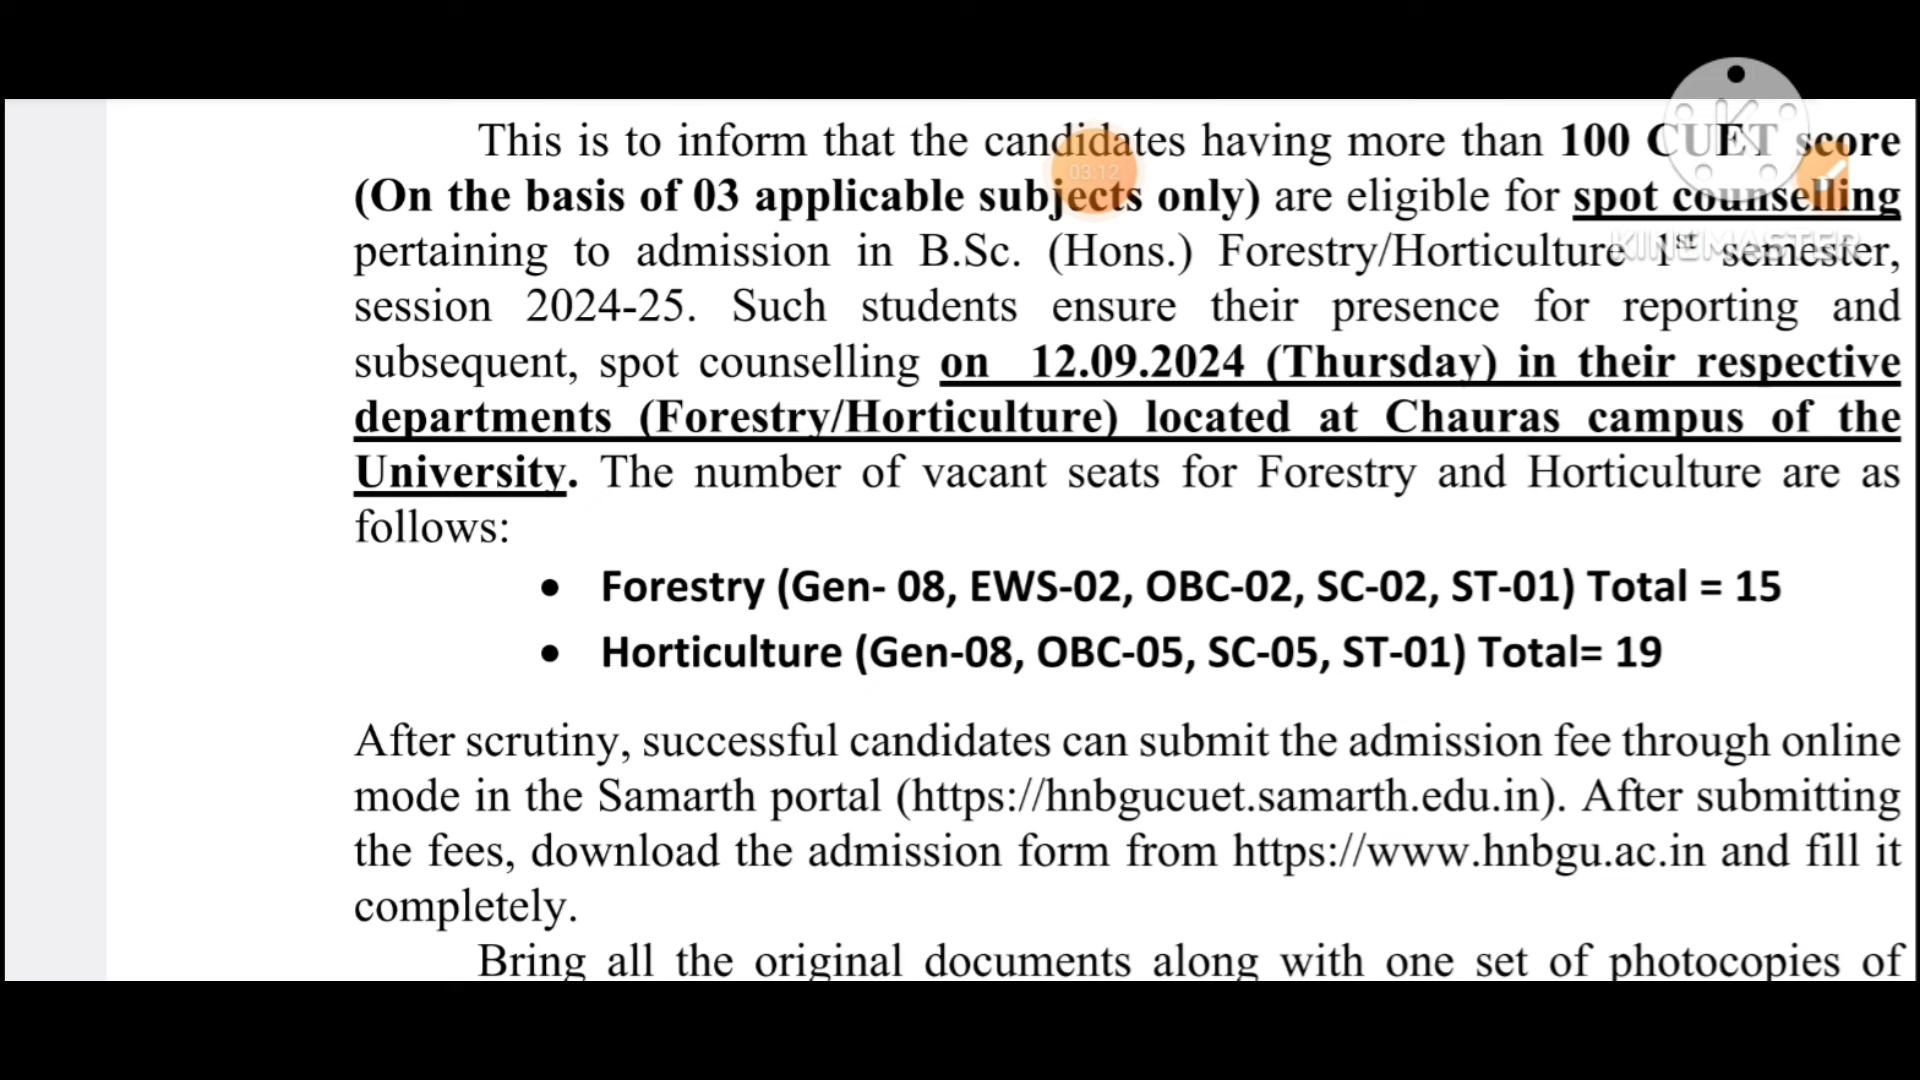 This is to inform that the candidates having more than 100 CUET score
(On the basis of 03 applicable subjects only) are eligible for spot counselling
pertaining to admission in B.Sc. (Hons.) Forestry/Horticulture 1st semester,
session 2024-25. Such students ensure their presence for reporting and
subsequent, spot counselling on 12.09.2024 (Thursday) in their respective
departments (Forestry/Horticulture) located at Chauras campus of the
University. The number of vacant seats for Forestry and Horticulture are as
follows:
• Forestry (Gen- 08, EWS-02, OBC-02, SC-02, ST-01) Total = 15
• Horticulture (Gen-08, OBC-05, SC-05, ST-01) Total= 19
After scrutiny, successful candidates can submit the admission fee through online
mode in the Samarth portal (https://hnbgucuet.samarth.edu.in). After submitting
the fees, download the admission form from https://www.hnbgu.ac.in and fill it
completely.
Bring all the original documents along with one set of photocopies of
03:12
KINEMASTER